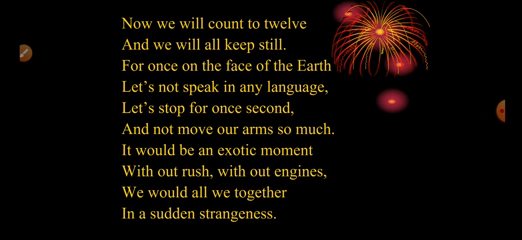 Now we will count to twelve
And we will all keep still.
For once on the face of the Earth
Let’s not speak in any language,
Let’s stop for once second,
And not move our arms so much.
It would be an exotic moment
With out rush, with out engines,
We would all we together
In a sudden strangeness.